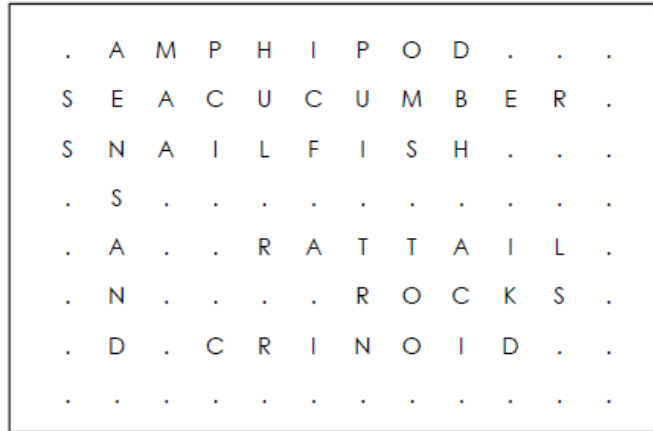 . A M P H I P O D . . .
S E A C U C U M B E R .
S N A I L F I S H . . .
. S . . . . . . . . . .
. A . . R A T T A I L .
. N . . . . R O C K S .
. D . C R I N O I D . .
. . . . . . . . . . . .